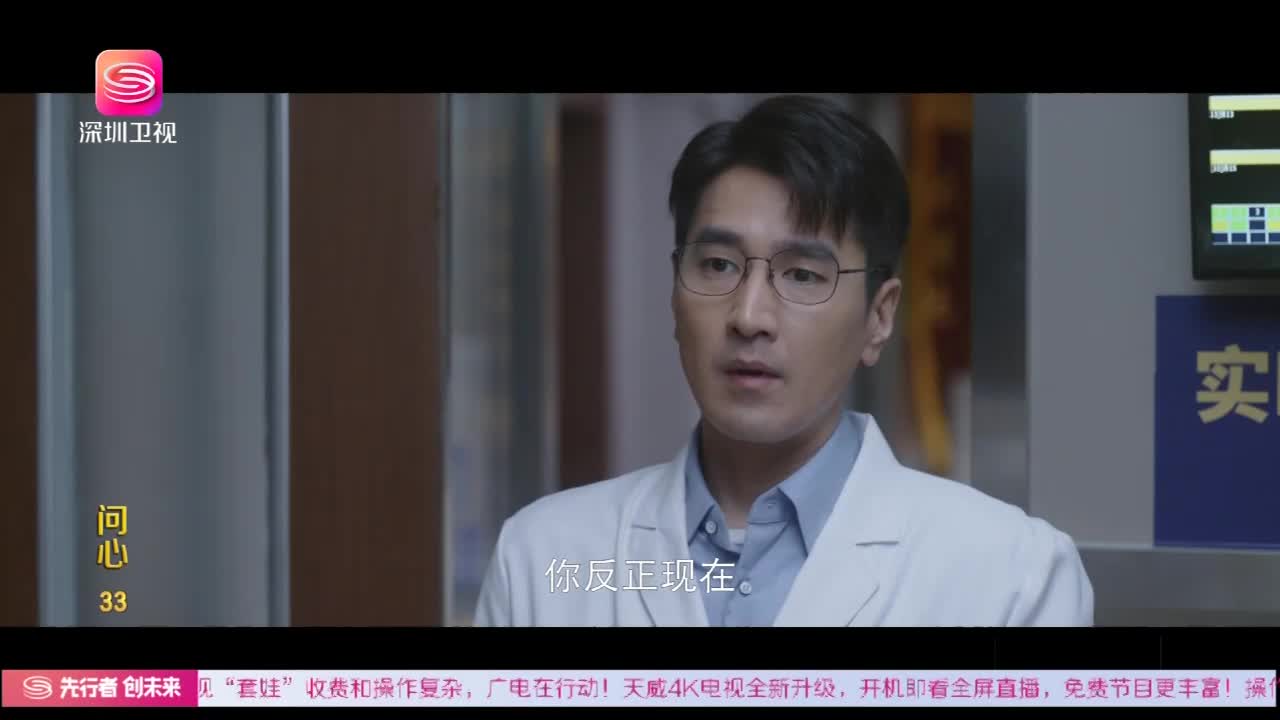 深圳卫视
实
问心
33
你反正现在
先行者 创未来
视“套娃”收费和操作复杂，广电在行动！天威4K电视全新升级，开机即看全屏直播，免费节目更丰富！操作